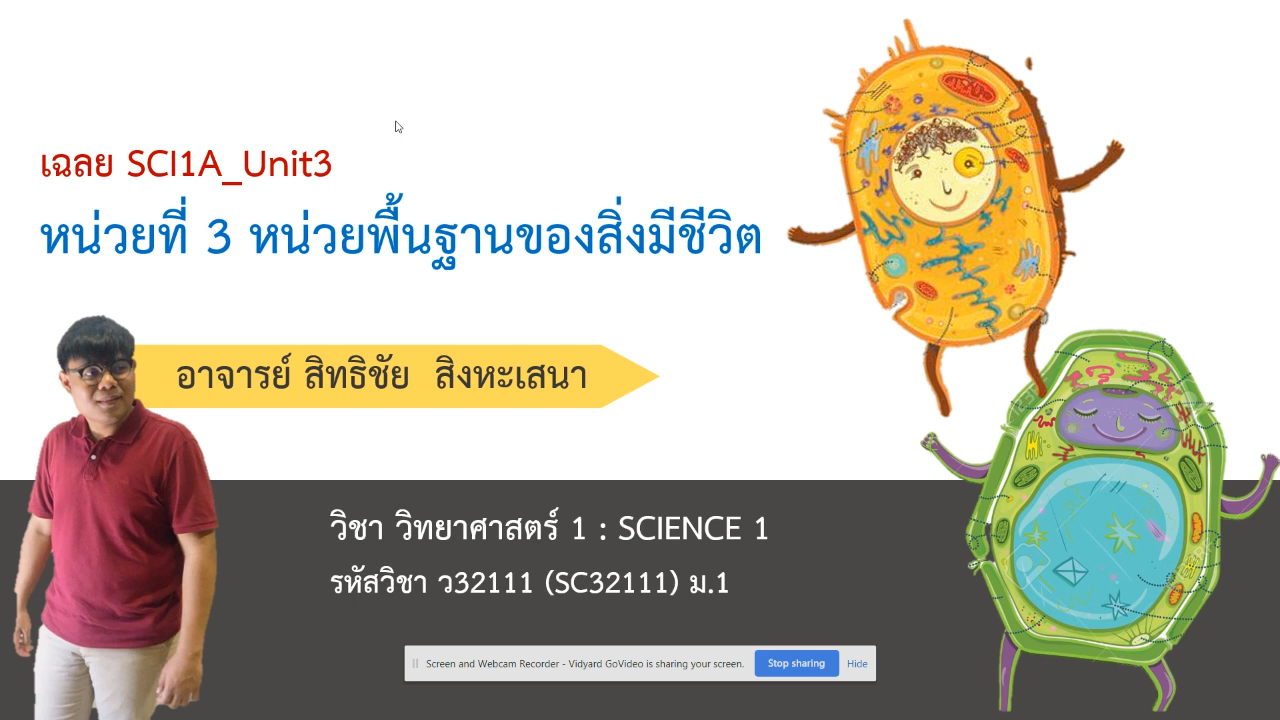 เฉลย SCI1A_Unit3
หน่วยที่ 3 หน่วยพื้นฐานของสิ่งมีชีวิต
อาจารย์ สิทธิชัย สิงหะเสนา
วิชา วิทยาศาสตร์ 1 : SCIENCE 1
รหัสวิชา ว32111 (SC32111) ม.1
Screen and Webcam Recorder - Vidyard GoVideo is sharing your screen. Stop sharing Hide